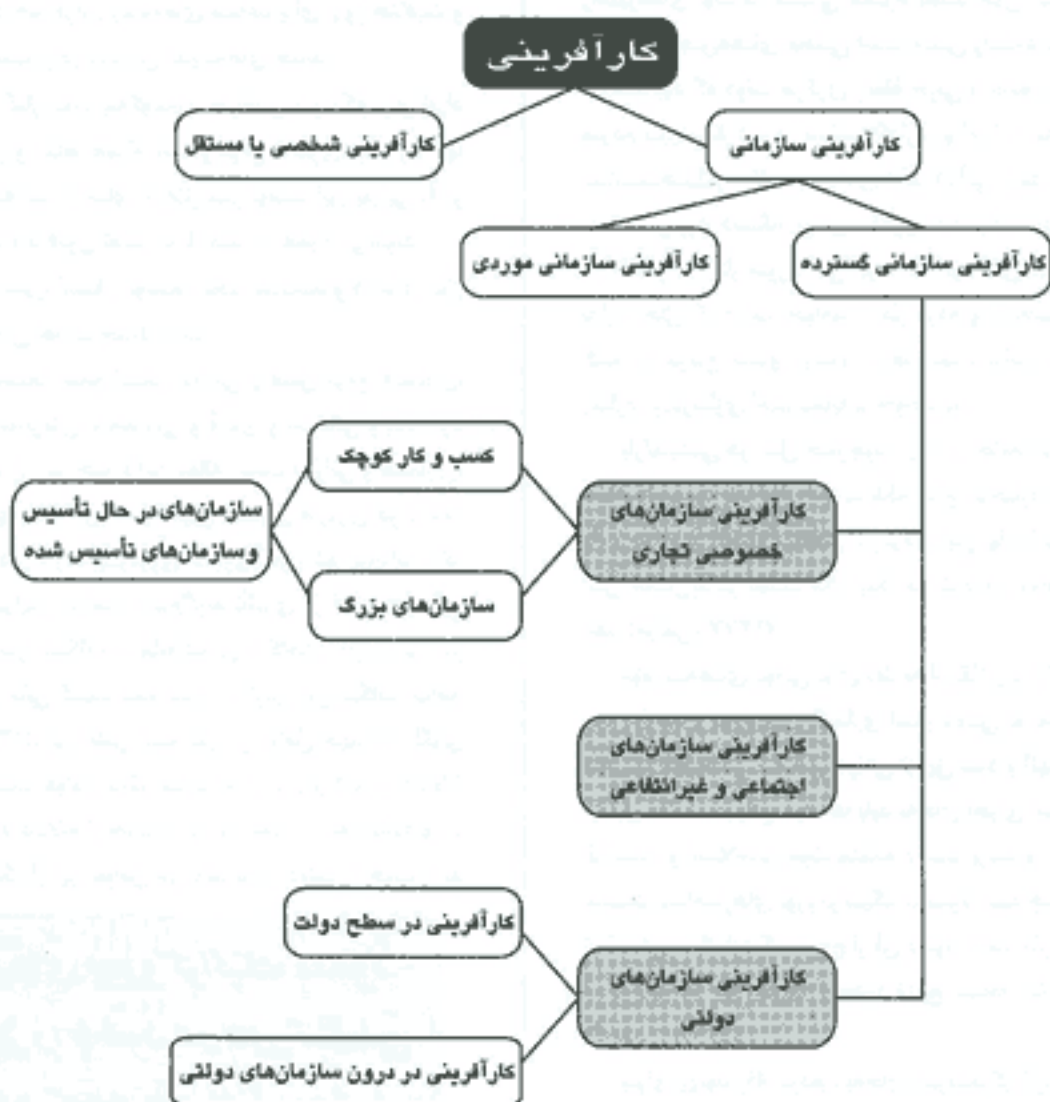 کارآفرینی
کارآفرینی سازمانی
کارآفرینی شخصی یا مستقل
کارآفرینی سازمانی گسترده
کارآفرینی سازمانی موردی
کارآفرینی سازمان‌های
خصوصی تجاری
کسب و کار کوچک
سازمان‌های بزرگ
سازمان‌های در حال تأسیس
و سازمان‌های تأسیس شده
کارآفرینی سازمان‌های
اجتماعی و غیرانتفاعی
کارآفرینی سازمان‌های
دولتی
کارآفرینی در سطح دولت
کارآفرینی در درون سازمان‌های دولتی